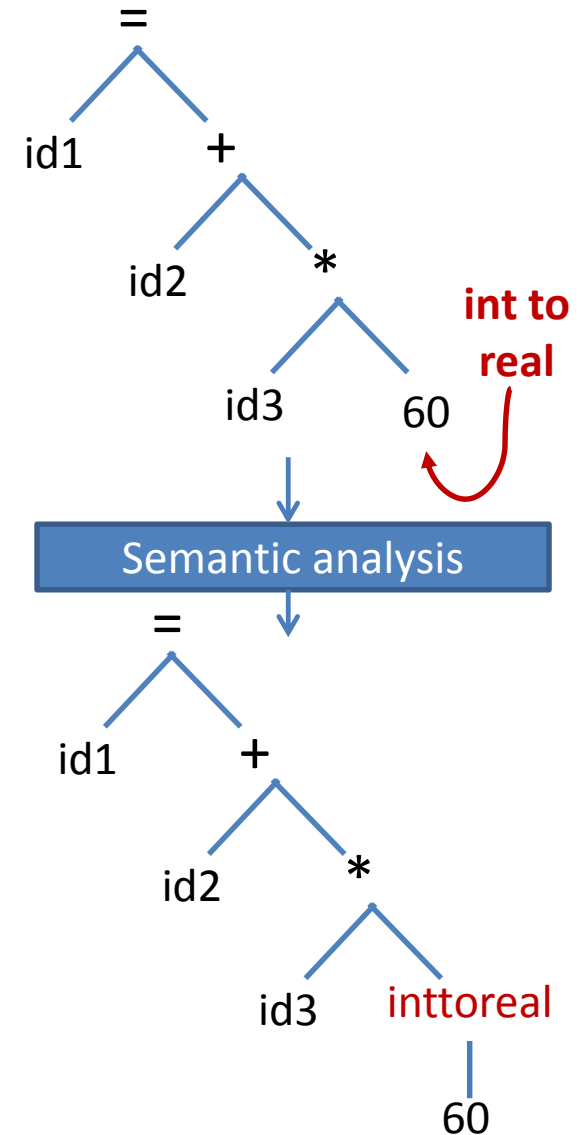 =
id1
+
id2
*
int to
real
id3
60
Semantic analysis
=
id1
+
id2
*
id3
inttoreal
60